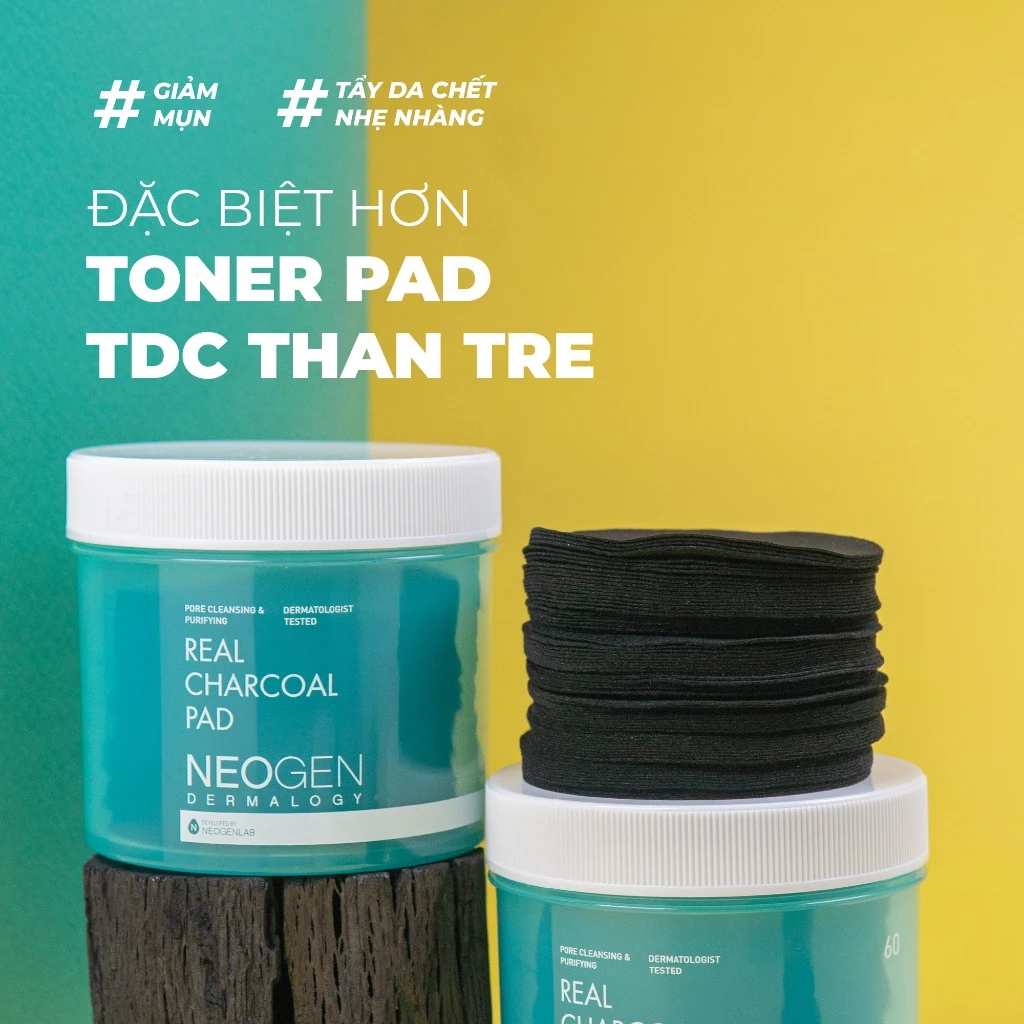 # GIẢM
MỤN
# TẨY DA CHẾT
NHẸ NHÀNG
ĐẶC BIỆT HƠN
TONER PAD
TDC THAN TRE
PORE CLEANSING &
PURIFYING
DERMATOLOGIST
TESTED
REAL
CHARCOAL
PAD
NEOGEN
DERMALOGY
N
DEVELOPED BY
NEOGENLAB
60
PORE CLEANSING &
PURIFYING
DERMATOLOGIST
TESTED
REAL